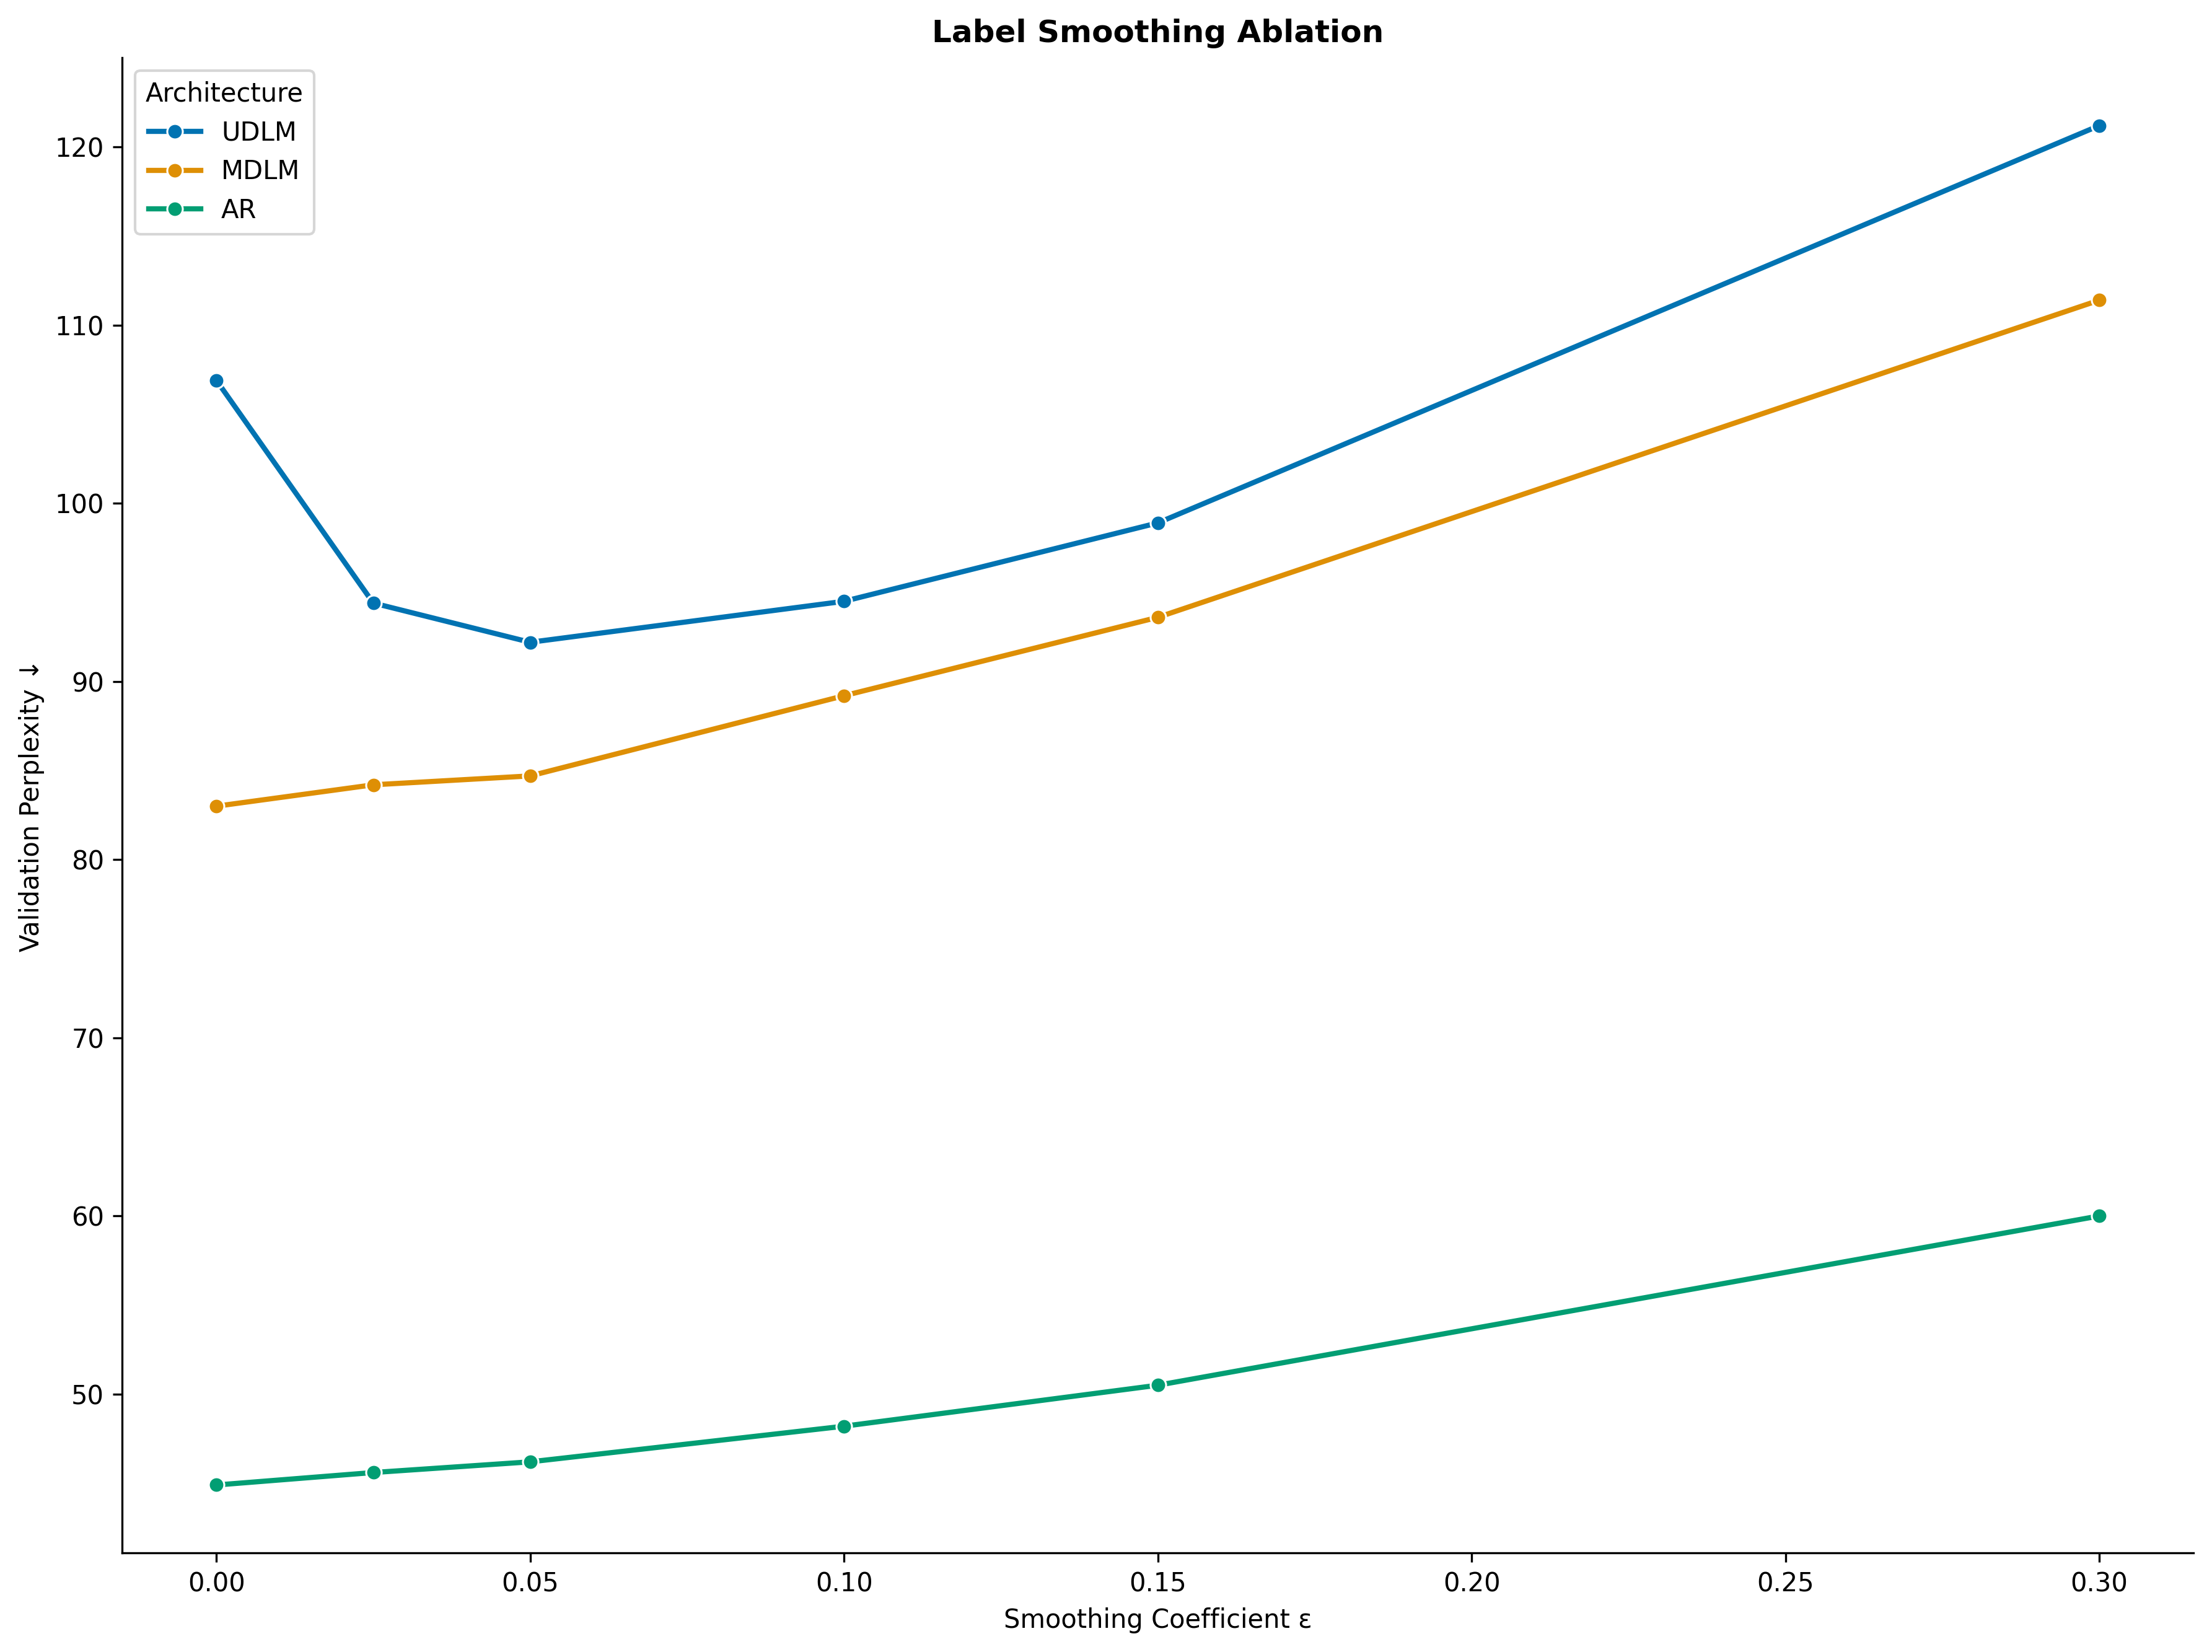 Label Smoothing Ablation
Architecture
UDLM
MDLM
AR
Validation Perplexity ↓
120
110
100
90
80
70
60
50
0.00 0.05 0.10 0.15 0.20 0.25 0.30
Smoothing Coefficient ε